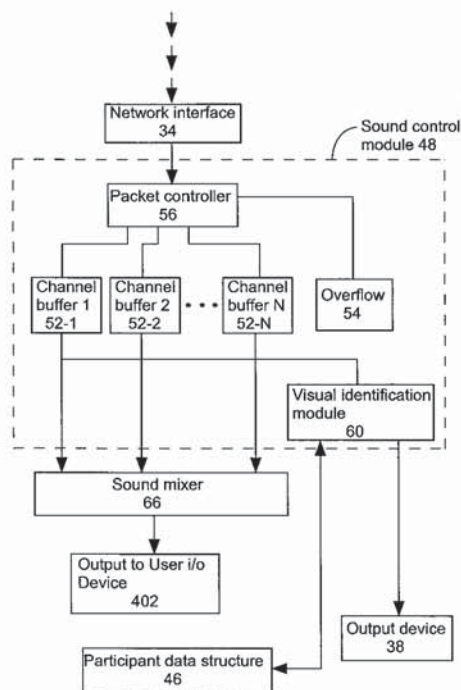 Network interface
34
Sound control
module 48
Packet controller
56
Channel
buffer 1
52-1
Channel
buffer 2
52-2
Channel
buffer N
52-N
Overflow
54
Visual identification
module
60
Sound mixer
66
Output to User i/o
Device
402
Output device
38
Participant data structure
46